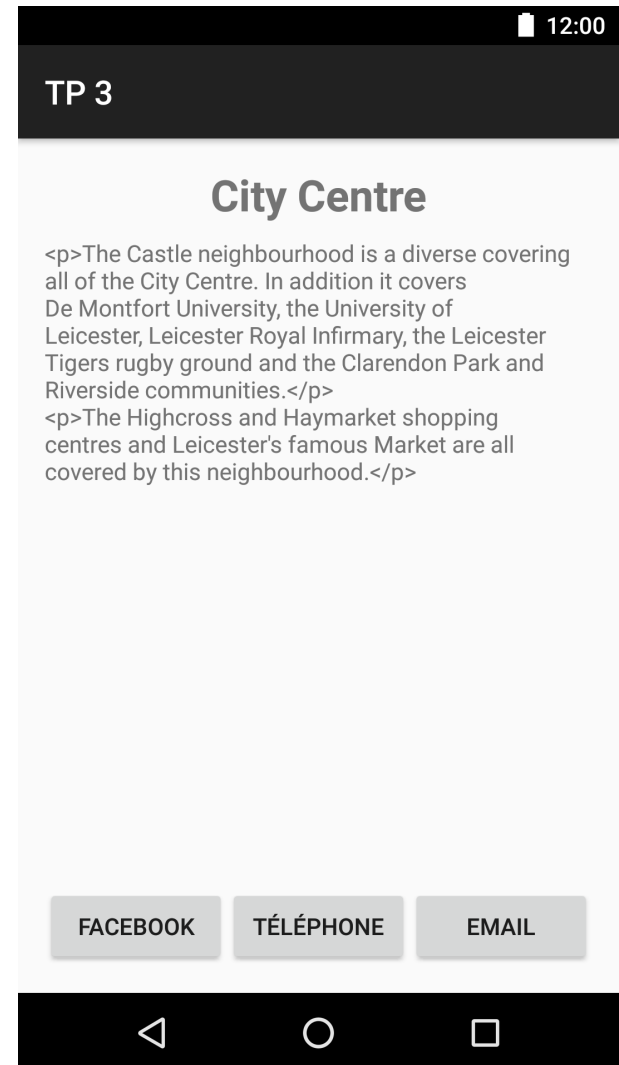 12:00
TP 3
City Centre
<p>The Castle neighbourhood is a diverse covering
all of the City Centre. In addition it covers
De Montfort University, the University of
Leicester, Leicester Royal Infirmary, the Leicester
Tigers rugby ground and the Clarendon Park and
Riverside communities.</p>
<p>The Highcross and Haymarket shopping
centres and Leicester's famous Market are all
covered by this neighbourhood.</p>
FACEBOOK TÉLÉPHONE EMAIL